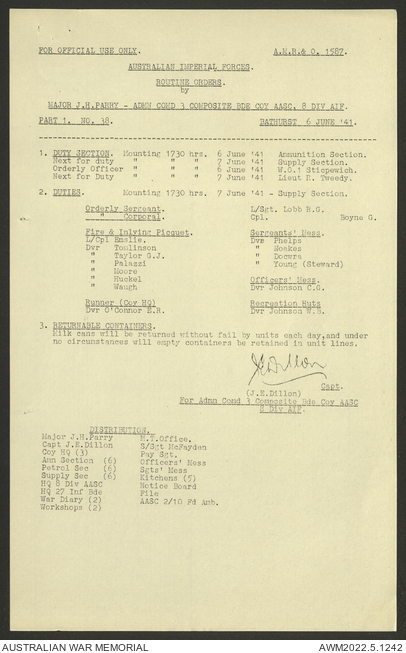 FOR OFFICIAL USE ONLY. A.M.R.& O. 1587.
AUSTRALIAN IMPERIAL FORCES.
ROUTINE ORDERS.
by
MAJOR J.H.PARRY - ADMN COMD 3 COMPOSITE BDE COY AASC. 8 DIV AIF.
PART 1. NO. 38. BATHURST 6 JUNE '41.
1. DUTY SECTION. Mounting 1730 hrs. 6 June '41 Ammunition Section.
Next for duty " " " 7 June '41 Supply Section.
Orderly Officer " " " 6 June '41 W.O.1 Stispewich.
Next for Duty " " " 7 June '41 Lieut R. Tweedy.
2. DUTIES. Mounting 1730 hrs. 7 June '41 - Supply Section.
Orderly Sergeant. L/Sgt. Lobb R.G.
" Corporal. Cpl. Boyne G.
Fire & Inlying Picquet. Sergeants' Mess.
L/Cpl Emslie. Dvr Phelps
Dvr Tomlinson " Noakes
" Taylor G.J. " Docwra
" Palazzi " Young (Steward)
" Moore
" Huckel Officers' Mess.
" Waugh Dvr Johnson C.G.
Runner (Coy HQ) Recreation Huts
Dvr O'Connor E.R. Dvr Johnson W.B.
3. RETURNABLE CONTAINERS.
Milk cans will be returned without fail by units each day,and under
no circumstances will empty containers be retained in unit lines.
JEDillon
Capt.
(J.E.Dillon)
For Admn Comd 3 Composite Bde Coy AASC
8 Div AIF.
DISTRIBUTION.
Major J.H.Parry M.T.Office.
Capt J.E.Dillon S/Sgt McFayden
Coy HQ (3) Pay Sgt.
Amn Section (6) Officers' Mess
Petrol Sec (6) Sgts' Mess
Supply Sec (6) Kitchens (5)
HQ 8 Div AASC Notice Board
HQ 27 Inf Bde File
War Diary (2) AASC 2/10 Fd Amb.
Workshops (2)
AUSTRALIAN WAR MEMORIAL AWM2022.5.1242